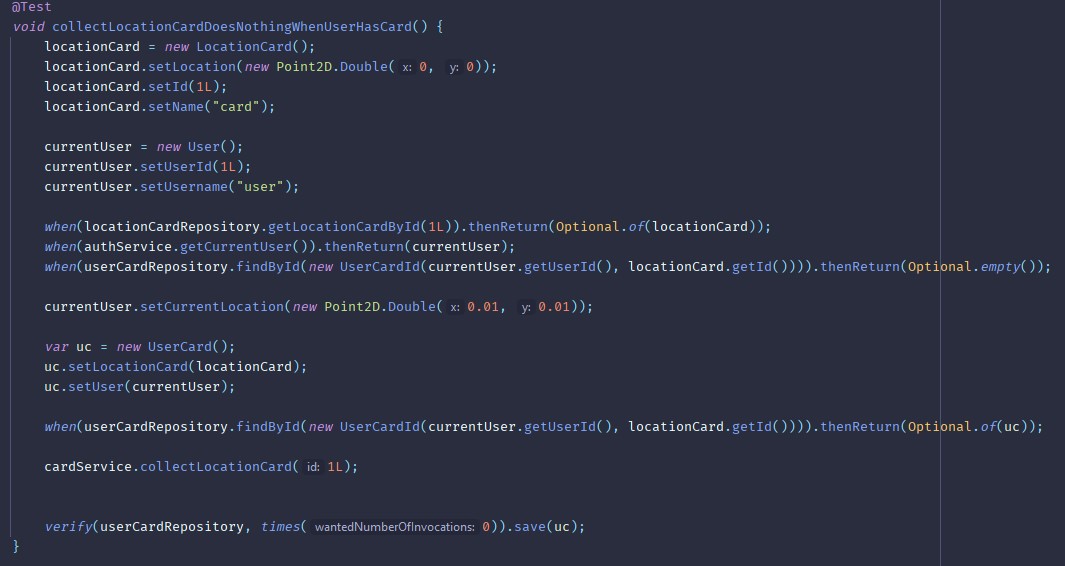 @Test
void collectLocationCardDoesNothingWhenUserHasCard() {
locationCard = new LocationCard();
locationCard.setLocation(new Point2D.Double( x: 0, y: 0));
locationCard.setId(1L);
locationCard.setName("card");
currentUser = new User();
currentUser.setUserId(1L);
currentUser.setUsername("user");
when(locationCardRepository.getLocationCardById(1L)).thenReturn(Optional.of(locationCard));
when(authService.getCurrentUser()).thenReturn(currentUser);
when(userCardRepository.findById(new UserCardId(currentUser.getUserId(), locationCard.getId()))).thenReturn(Optional.empty());
currentUser.setCurrentLocation(new Point2D.Double( x: 0.01, y: 0.01));
var uc = new UserCard();
uc.setLocationCard(locationCard);
uc.setUser(currentUser);
when(userCardRepository.findById(new UserCardId(currentUser.getUserId(), locationCard.getId()))).thenReturn(Optional.of(uc));
cardService.collectLocationCard( id: 1L);
verify(userCardRepository, times( wantedNumberOfInvocations: 0)).save(uc);
}